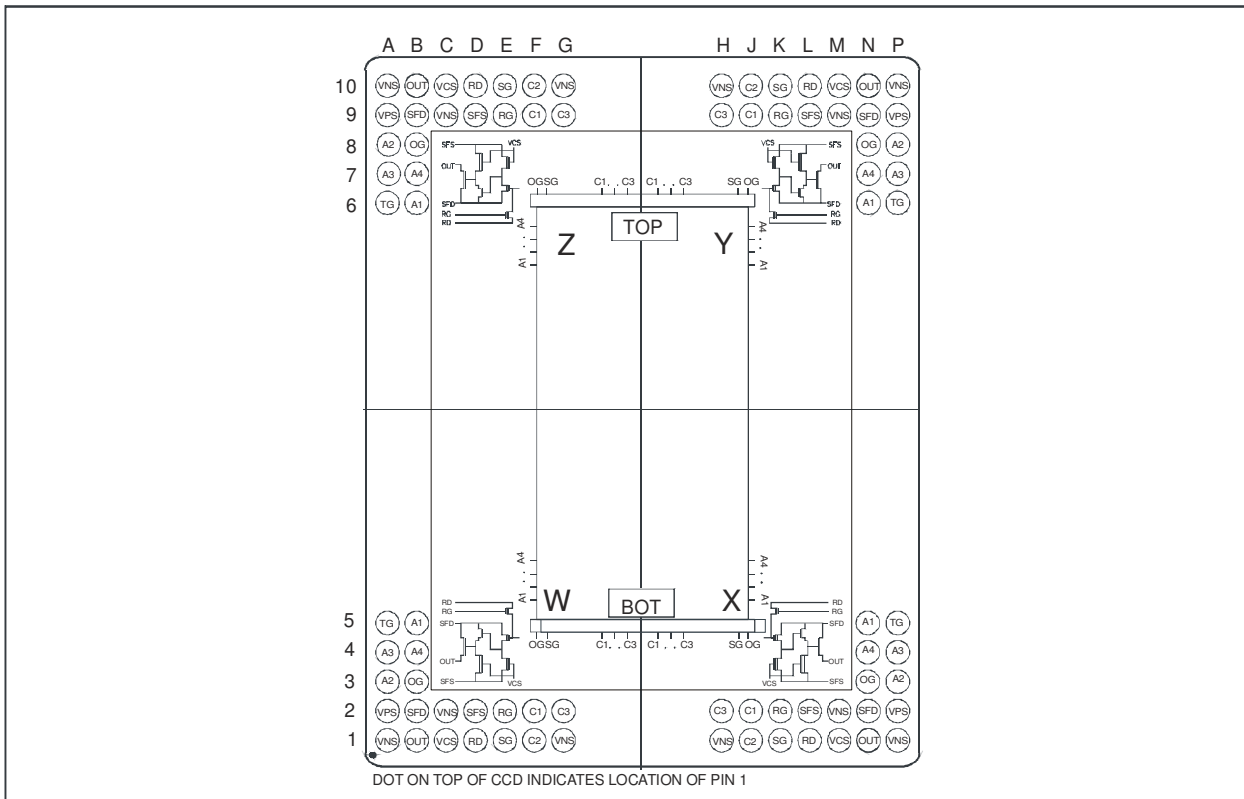 A B C D E F G H J K L M N P
10 VNS OUT VCS RD SG C2 VNS VNS C2 SG RD VCS OUT VNS
9 VPS SFD VNS SFS RG C1 C3 C3 C1 RG SFS VNS SFD VPS
8 A2 OG SFS VCS VCS SFS OG A2
7 A3 A4 OUT OUT A4 A3
OGSG C1 . . C3 C1 . . C3 SG OG
6 TG A1 SFD SFD A1 TG
RG RG
RD RD
A4 TOP A4
Z Y
A1 A1
A4 A4
A1 W BOT X A1
RD RD
RG RG
5 TG A1 SFD SFD A1 TG
OGSG C1 . . C3 C1 . . C3 SG OG
4 A3 A4 OUT OUT A4 A3
3 A2 OG SFS VCS VCS SFS OG A2
2 VPS SFD VNS SFS RG C1 C3 C3 C1 RG SFS VNS SFD VPS
1 VNS OUT VCS RD SG C2 VNS VNS C2 SG RD VCS OUT VNS
DOT ON TOP OF CCD INDICATES LOCATION OF PIN 1